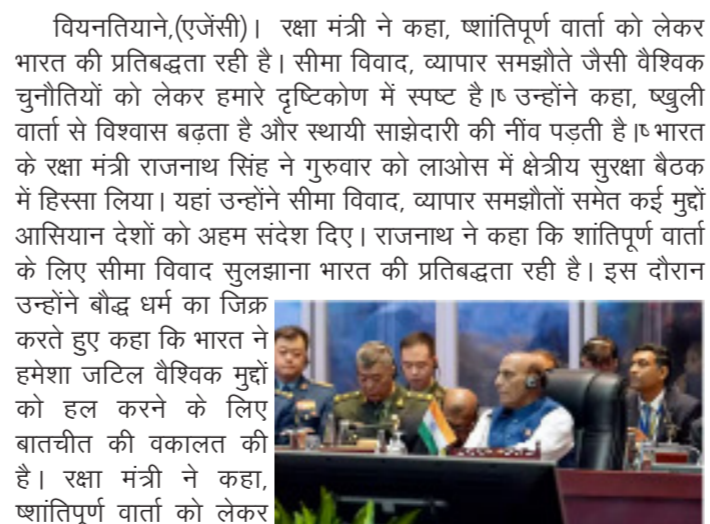 वियनतियाने,(एजेंसी)। रक्षा मंत्री ने कहा, ष्शांतिपूर्ण वार्ता को लेकर
भारत की प्रतिबद्धता रही है। सीमा विवाद, व्यापार समझौते जैसी वैश्विक
चुनौतियों को लेकर हमारे दृष्टिकोण में स्पष्ट है।ष् उन्होंने कहा, ष्खुली
वार्ता से विश्वास बढ़ता है और स्थायी साझेदारी की नींव पड़ती है।ष् भारत
के रक्षा मंत्री राजनाथ सिंह ने गुरुवार को लाओस में क्षेत्रीय सुरक्षा बैठक
में हिस्सा लिया। यहां उन्होंने सीमा विवाद, व्यापार समझौतों समेत कई मुद्दों
आसियान देशों को अहम संदेश दिए। राजनाथ ने कहा कि शांतिपूर्ण वार्ता
के लिए सीमा विवाद सुलझाना भारत की प्रतिबद्धता रही है। इस दौरान
उन्होंने बौद्ध धर्म का जिक्र
करते हुए कहा कि भारत ने
हमेशा जटिल वैश्विक मुद्दों
को हल करने के लिए
बातचीत की वकालत की
है। रक्षा मंत्री ने कहा,
ष्शांतिपूर्ण वार्ता को लेकर